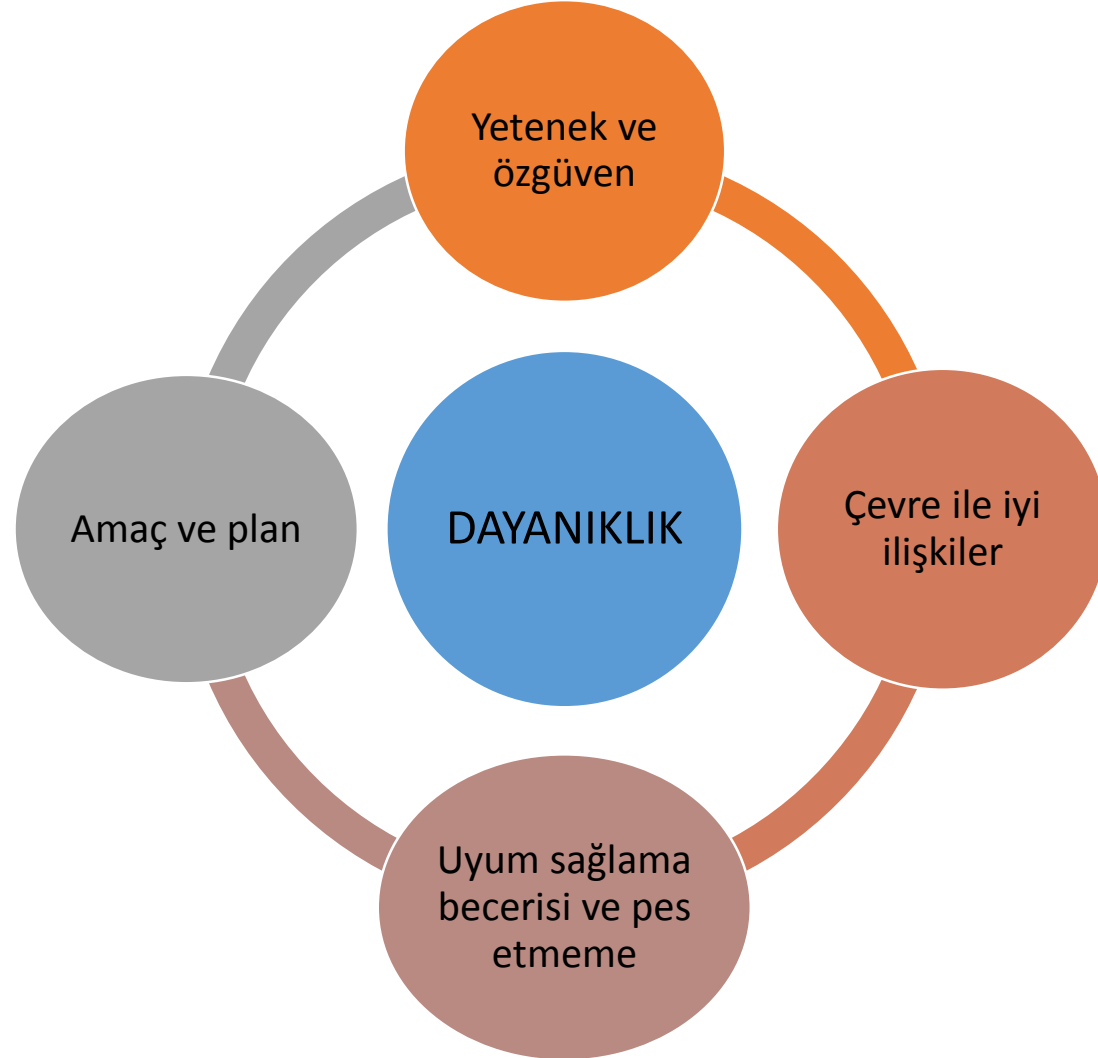 Yetenek ve
özgüven
Amaç ve plan
DAYANIKLIK
Çevre ile iyi
ilişkiler
Uyum sağlama
becerisi ve pes
etmeme